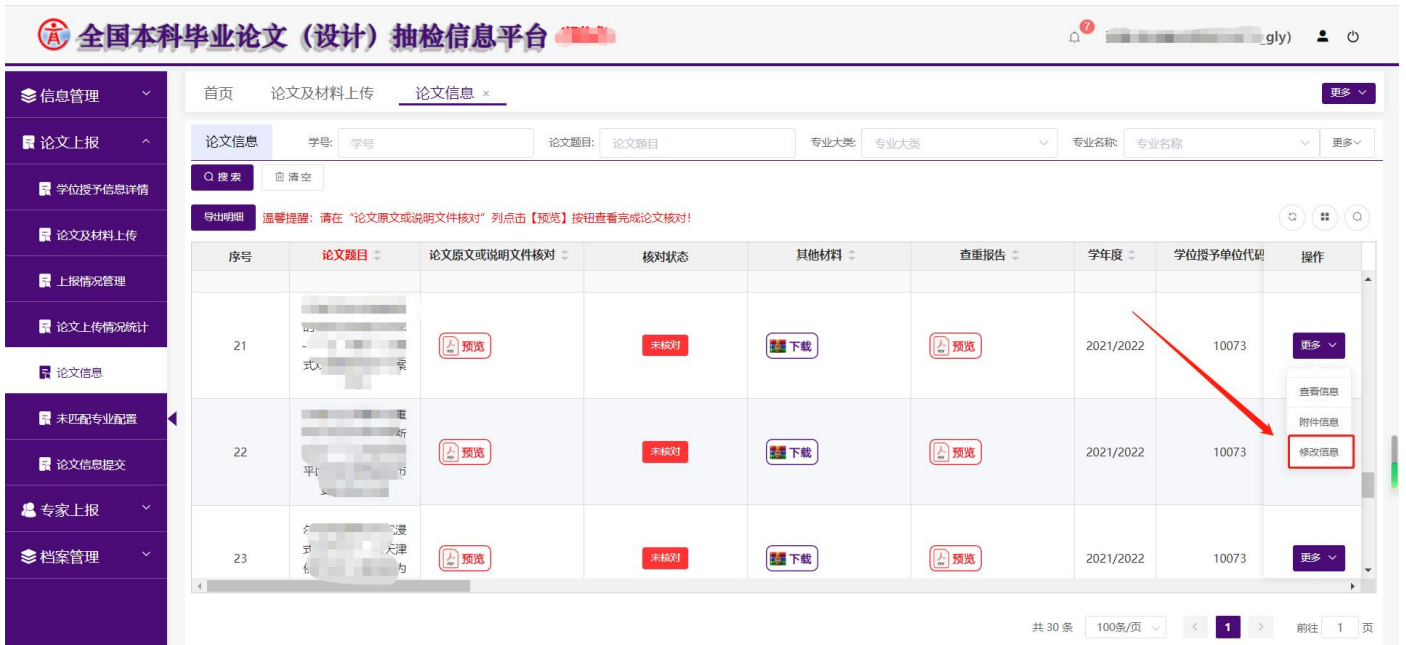 全国本科毕业论文（设计）抽检信息平台
7
_gly)
信息管理
论文上报
学位授予信息详情
论文及材料上传
上报情况管理
论文上传情况统计
论文信息
未匹配专业配置
论文信息提交
专家上报
档案管理
首页 论文及材料上传 论文信息 × 更多
论文信息 学号: 学号 论文题目: 论文题目 专业大类: 专业大类 专业名称: 专业名称 更多
搜索 清空
导出明细 温馨提醒：请在“论文原文或说明文件核对”列点击【预览】按钮查看完成论文核对！
序号 论文题目 论文原文或说明文件核对 核对状态 其他材料 查重报告 学年度 学位授予单位代码 操作
21 预览 未核对 下载 预览 2021/2022 10073 更多
查看信息
附件信息
修改信息
22 预览 未核对 下载 预览 2021/2022 10073
23 预览 未核对 下载 预览 2021/2022 10073 更多
共 30 条 100条/页 < 1 > 前往 1 页